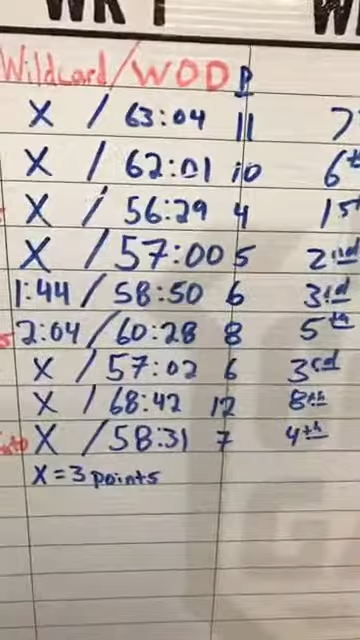 WK 1
Wildcard/WOD P
X / 63:04 11 7
X / 62:01 10 6th
X / 56:29 4 1st
X / 57:00 5 2nd
1:44 / 58:50 6 3rd
2:04 / 60:28 8 5th
X / 57:02 6 3rd
X / 68:42 12 8th
X / 58:31 7 4th
X = 3 points